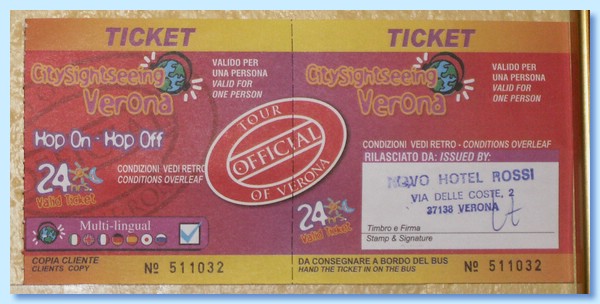 TICKET
CitySightseeing
Verona
VALIDO PER
UNA PERSONA
VALID FOR
ONE PERSON
Hop On - Hop Off
24
Valid Ticket
CONDIZIONI VEDI RETRO
CONDITIONS OVERLEAF
Multi-lingual
COPIA CLIENTE
CLIENTS COPY
Nº 511032
TOUR
OFFICIAL
OF VERONA
TICKET
CitySightseeing
Verona
VALIDO PER
UNA PERSONA
VALID FOR
ONE PERSON
CONDIZIONI VEDI RETRO - CONDITIONS OVERLEAF
RILASCIATO DA: ISSUED BY:
NOVO HOTEL ROSSI
VIA DELLE COSTE, 2
37138 VERONA
Timbro e Firma
Stamp & Signature
24
Valid Ticket
DA CONSEGNARE A BORDO DEL BUS
HAND THE TICKET IN ON THE BUS
Nº 511032